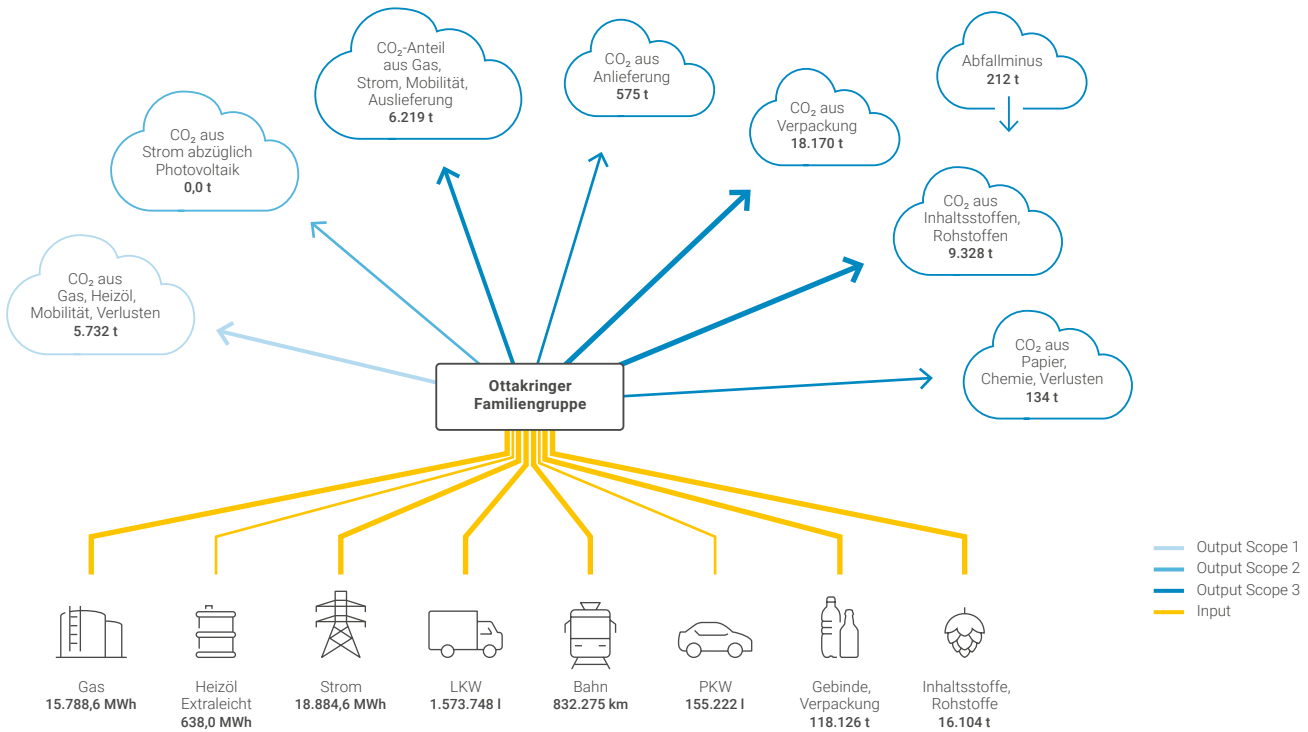 CO₂-Anteil
aus Gas,
Strom, Mobilität,
Auslieferung
6.219 t
CO₂ aus
Anlieferung
575 t
Abfallminus
212 t
CO₂ aus
Verpackung
18.170 t
CO₂ aus
Strom abzüglich
Photovoltaik
0,0 t
CO₂ aus
Inhaltsstoffen,
Rohstoffen
9.328 t
CO₂ aus
Gas, Heizöl,
Mobilität, Verlusten
5.732 t
CO₂ aus
Papier,
Chemie, Verlusten
134 t
Ottakringer
Familiengruppe
Output Scope 1
Output Scope 2
Output Scope 3
Input
Gas
15.788,6 MWh
Heizöl
Extraleicht
638,0 MWh
Strom
18.884,6 MWh
LKW
1.573.748 l
Bahn
832.275 km
PKW
155.222 l
Gebinde,
Verpackung
118.126 t
Inhaltsstoffe,
Rohstoffe
16.104 t